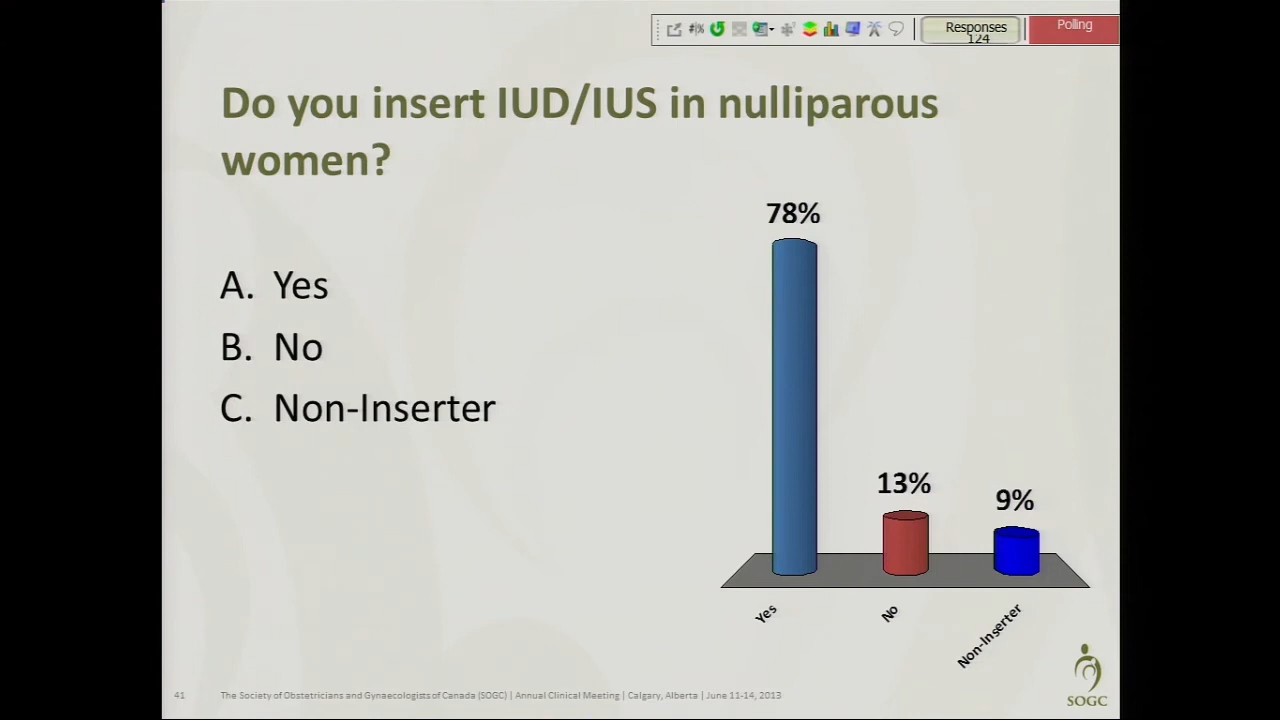 Responses
124
Polling
Do you insert IUD/IUS in nulliparous
women?
A. Yes
B. No
C. Non-Inserter
78%
13%
9%
Yes
No
Non-Inserter
41
The Society of Obstetricians and Gynaecologists of Canada (SOGC) | Annual Clinical Meeting | Calgary, Alberta | June 11-14, 2013
SOGC